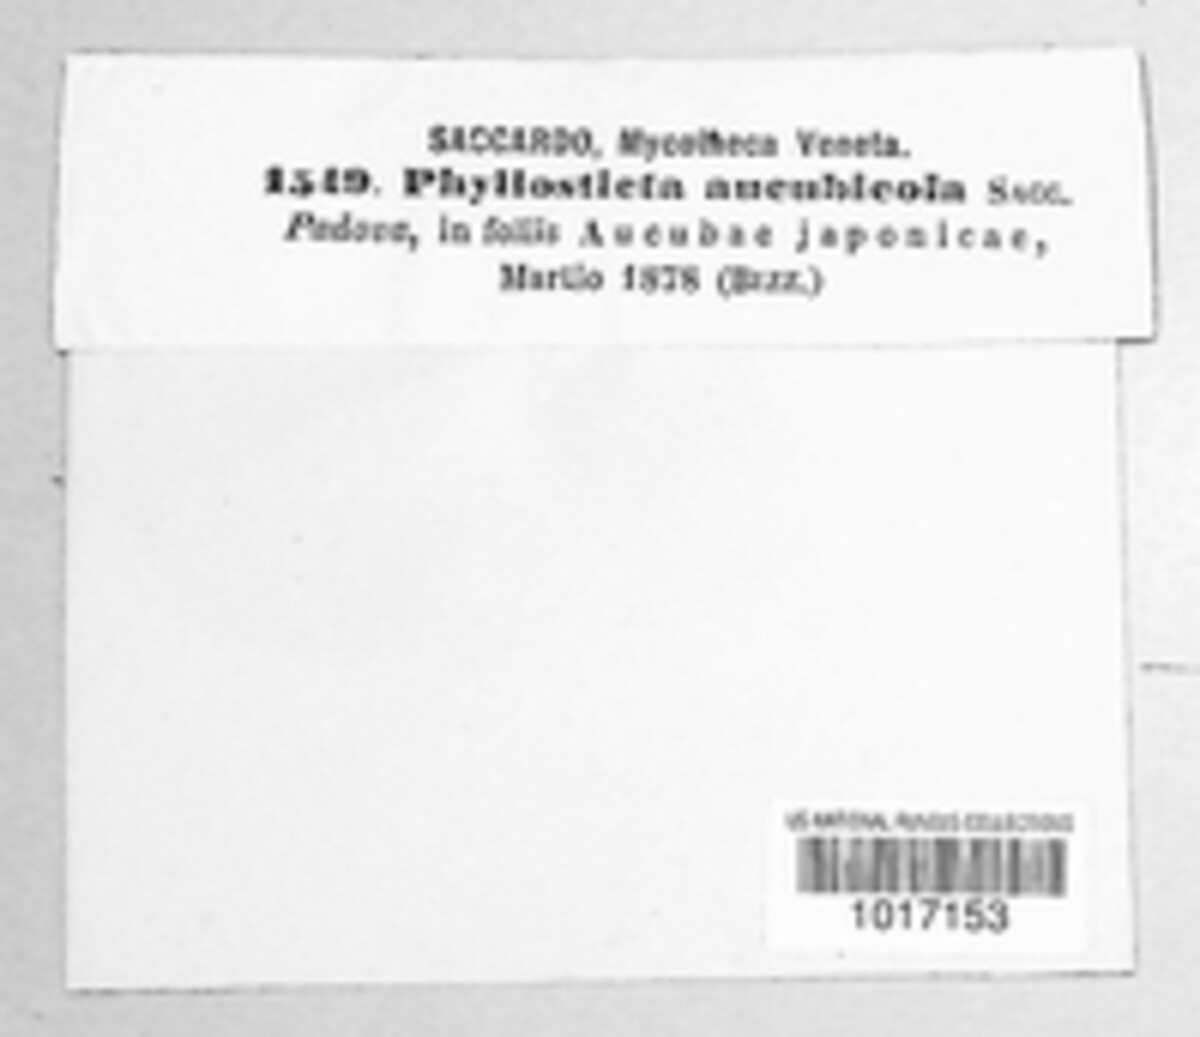 SACCARDO, Mycotheca Veneta.
1549. Phyllosticta aucubicola Sacc.
Padova, in foliis Aucubae japonicae,
Martio 1878 (Bizz.)
US NATIONAL FUNGUS COLLECTIONS
1017153